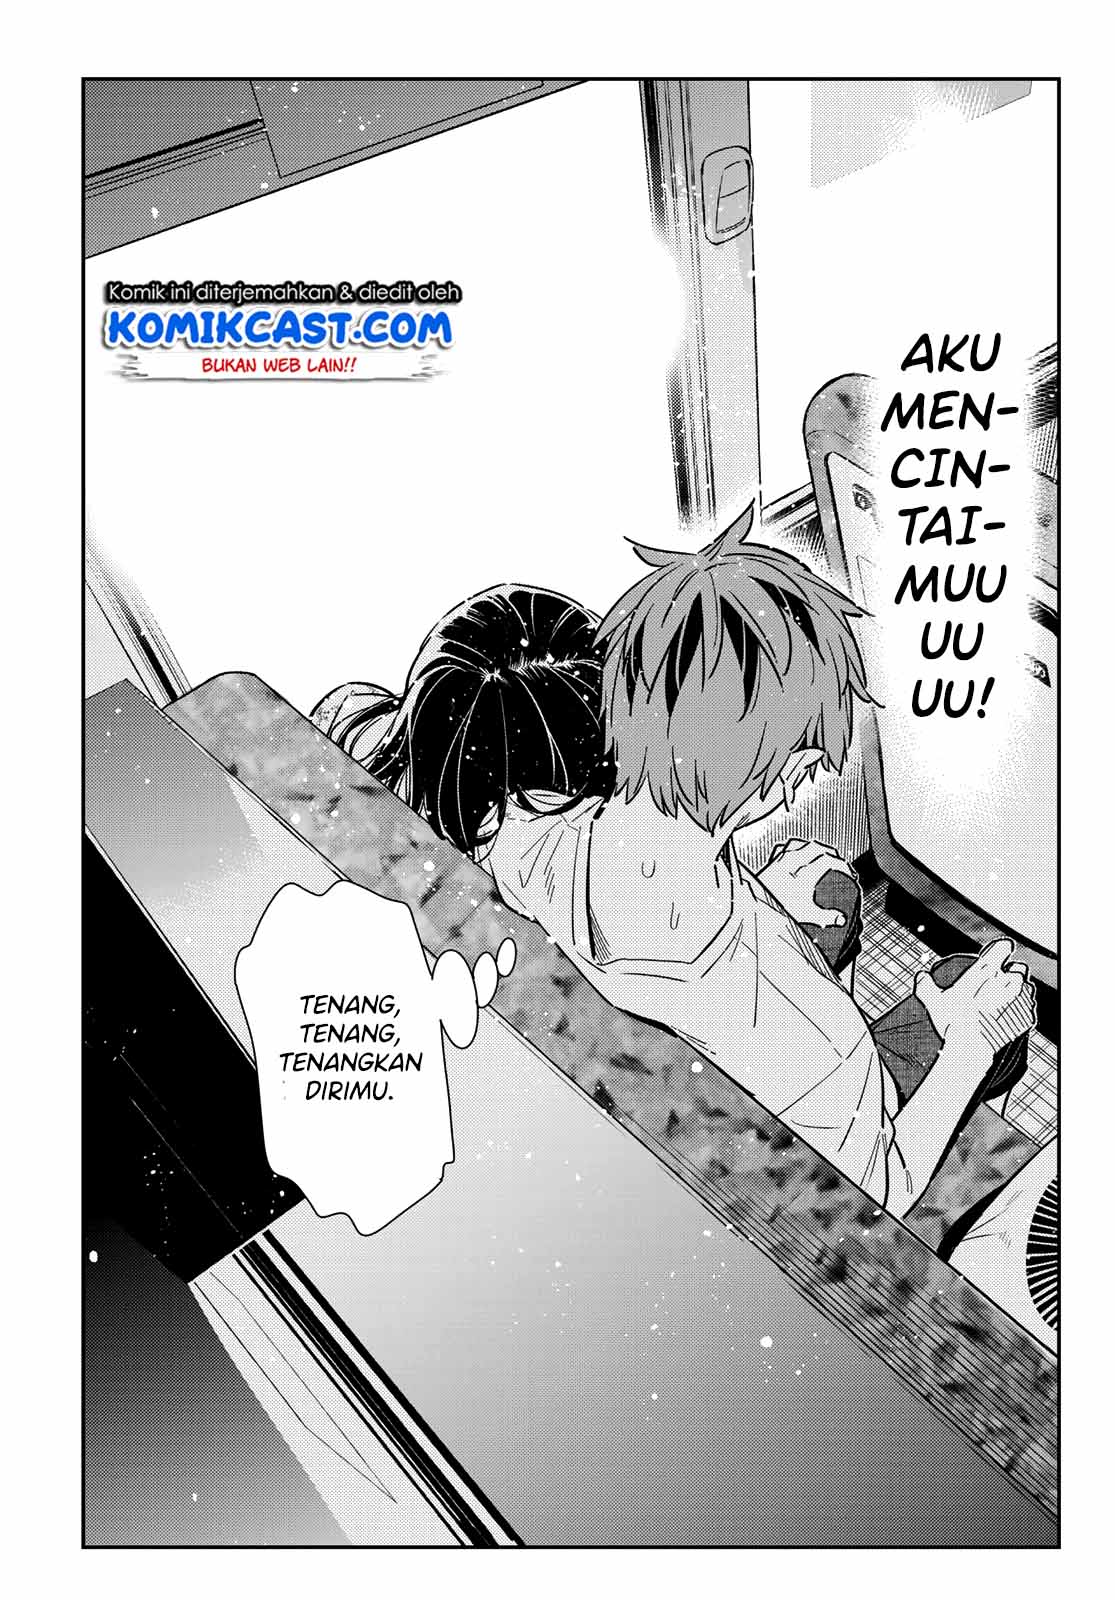 Komik ini diterjemahkan & diedit oleh
KOMIKCAST.COM
BUKAN WEB LAIN!!
AKU
MEN-
CIN-
TAI-
MUU
UU
UU!
TENANG,
TENANG,
TENANGKAN
DIRIMU.